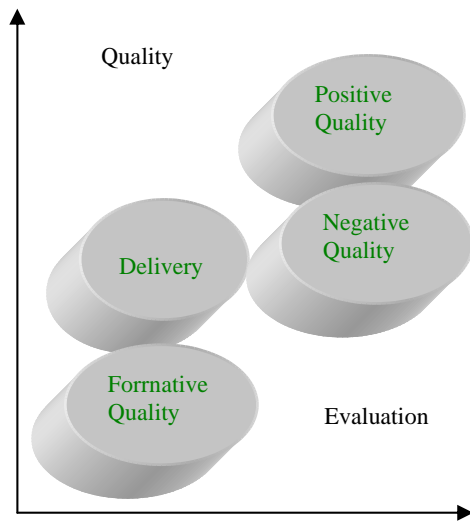 Quality
Positive
Quality
Negative
Quality
Delivery
Forrnative
Quality
Evaluation